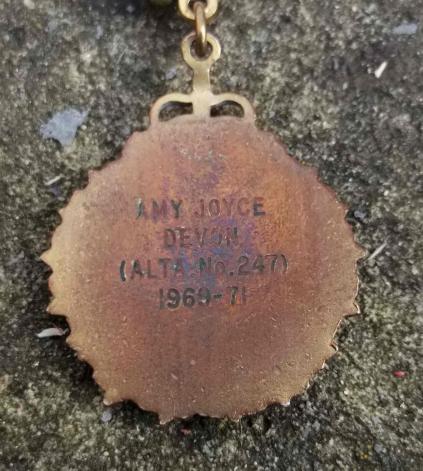 AMY JOYCE
DEVON
(ALTA No.247)
1969-71